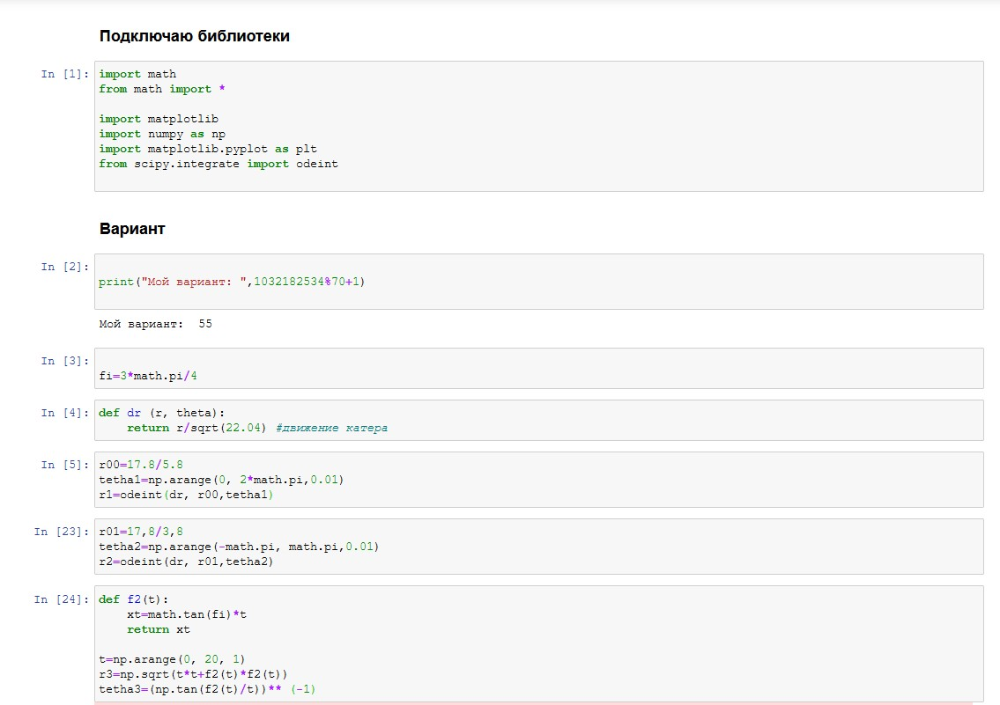 Подключаю библиотеки
In [1]:
import math
from math import *
import matplotlib
import numpy as np
import matplotlib.pyplot as plt
from scipy.integrate import odeint
Вариант
In [2]:
print("Мой вариант: ",1032182534%70+1)
Мой вариант:  55
In [3]:
fi=3*math.pi/4
In [4]:
def dr (r, theta):
    return r/sqrt(22.04) #движение катера
In [5]:
r00=17.8/5.8
tetha1=np.arange(0, 2*math.pi,0.01)
r1=odeint(dr, r00,tetha1)
In [23]:
r01=17,8/3,8
tetha2=np.arange(-math.pi, math.pi,0.01)
r2=odeint(dr, r01,tetha2)
In [24]:
def f2(t):
    xt=math.tan(fi)*t
    return xt
t=np.arange(0, 20, 1)
r3=np.sqrt(t*t+f2(t)*f2(t))
tetha3=(np.tan(f2(t)/t))** (-1)